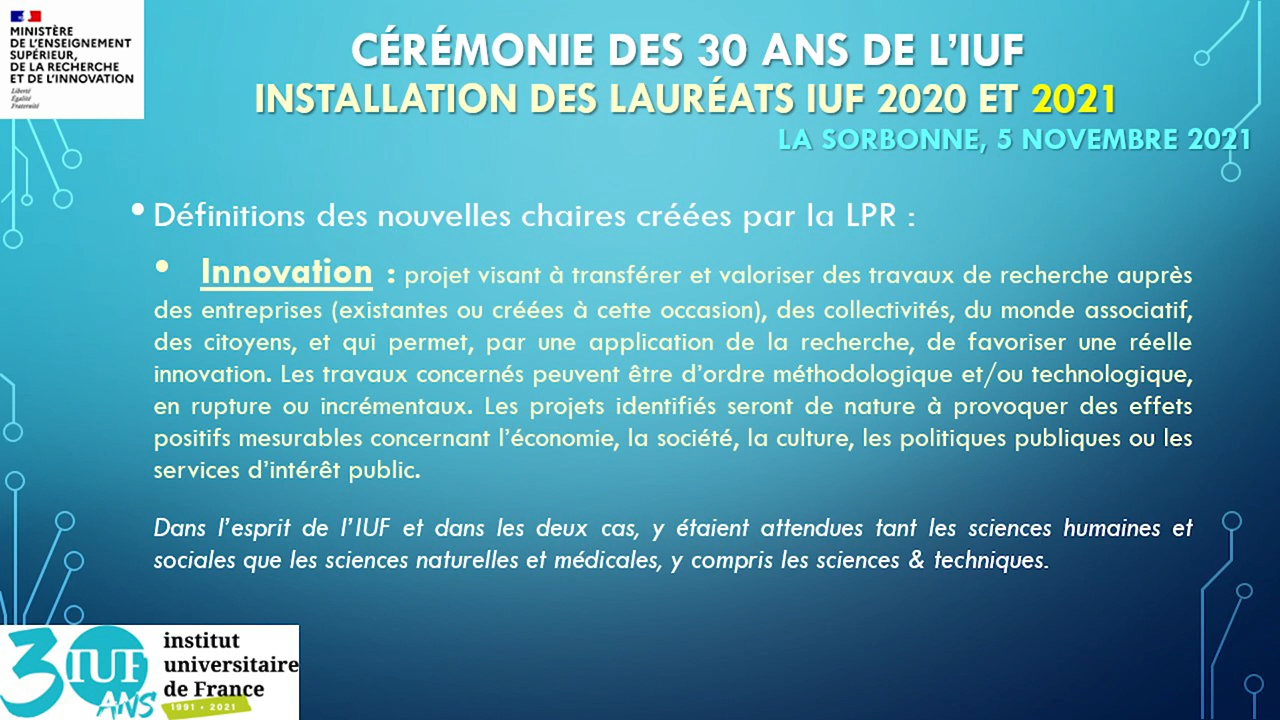 MINISTÈRE
DE L'ENSEIGNEMENT
SUPÉRIEUR,
DE LA RECHERCHE
ET DE L'INNOVATION
Liberté
Égalité
Fraternité
CÉRÉMONIE DES 30 ANS DE L'IUF
INSTALLATION DES LAURÉATS IUF 2020 ET 2021
LA SORBONNE, 5 NOVEMBRE 2021
• Définitions des nouvelles chaires créées par la LPR :
• Innovation : projet visant à transférer et valoriser des travaux de recherche auprès
des entreprises (existantes ou créées à cette occasion), des collectivités, du monde associatif,
des citoyens, et qui permet, par une application de la recherche, de favoriser une réelle
innovation. Les travaux concernés peuvent être d'ordre méthodologique et/ou technologique,
en rupture ou incrémentaux. Les projets identifiés seront de nature à provoquer des effets
positifs mesurables concernant l'économie, la société, la culture, les politiques publiques ou les
services d'intérêt public.
Dans l'esprit de l'IUF et dans les deux cas, y étaient attendues tant les sciences humaines et
sociales que les sciences naturelles et médicales, y compris les sciences & techniques.
30 IUF ANS
institut
universitaire
de France
1991 • 2021